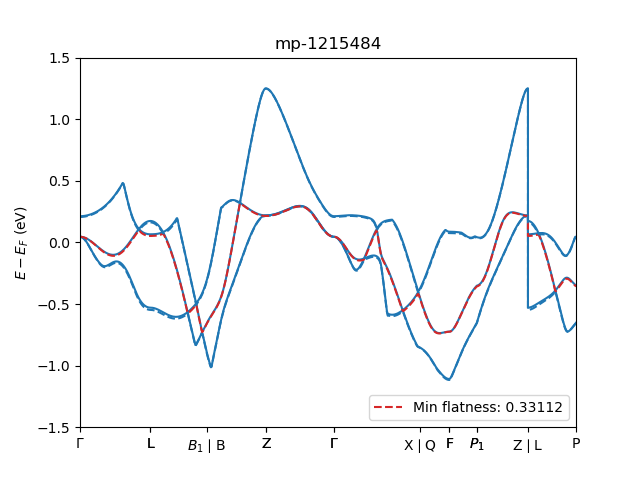 mp-1215484
E − E_F (eV)
1.5
1.0
0.5
0.0
−0.5
−1.0
−1.5
Min flatness: 0.33112
Γ L B₁ | B Z Γ X | Q F P₁ Z | L P